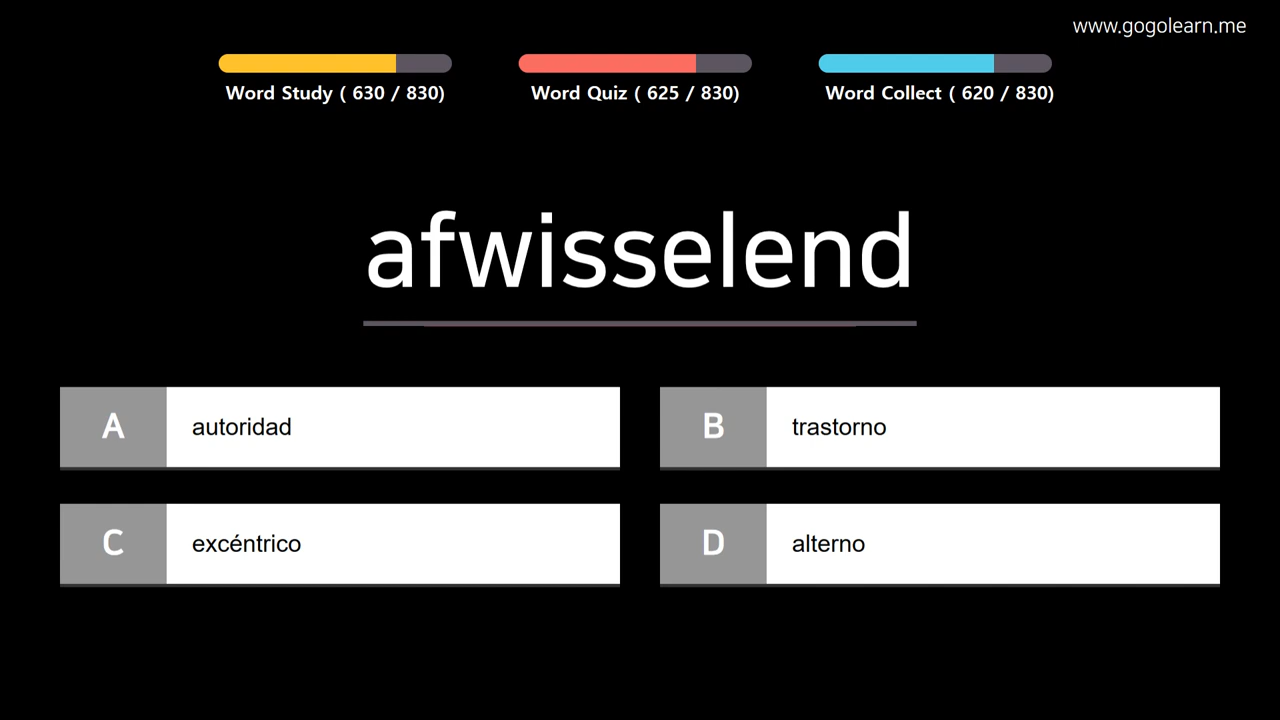 www.gogolearn.me
Word Study ( 630 / 830)
Word Quiz ( 625 / 830)
Word Collect ( 620 / 830)
afwisselend
A autoridad
B trastorno
C excéntrico
D alterno